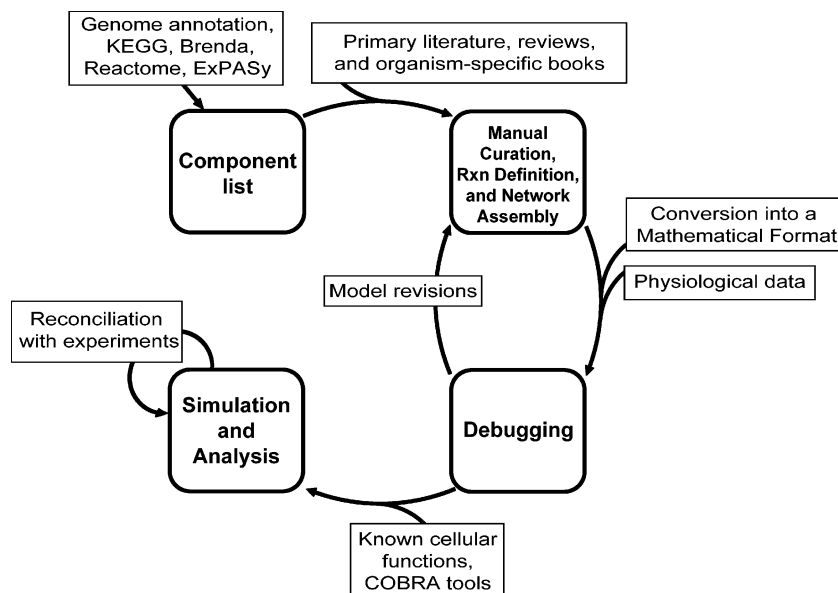 Genome annotation,
KEGG, Brenda,
Reactome, ExPASy
Primary literature, reviews,
and organism-specific books
Component
list
Manual
Curation,
Rxn Definition,
and Network
Assembly
Conversion into a
Mathematical Format
Physiological data
Model revisions
Reconciliation
with experiments
Simulation
and
Analysis
Debugging
Known cellular
functions,
COBRA tools